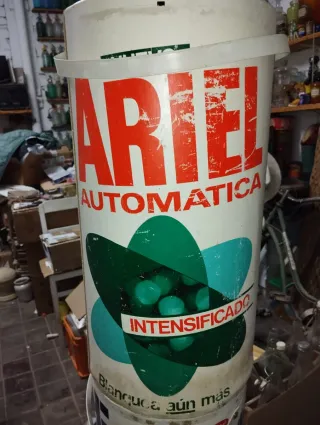 ARIEL
AUTOMATICA
INTENSIFICADO
Blanquea aún más